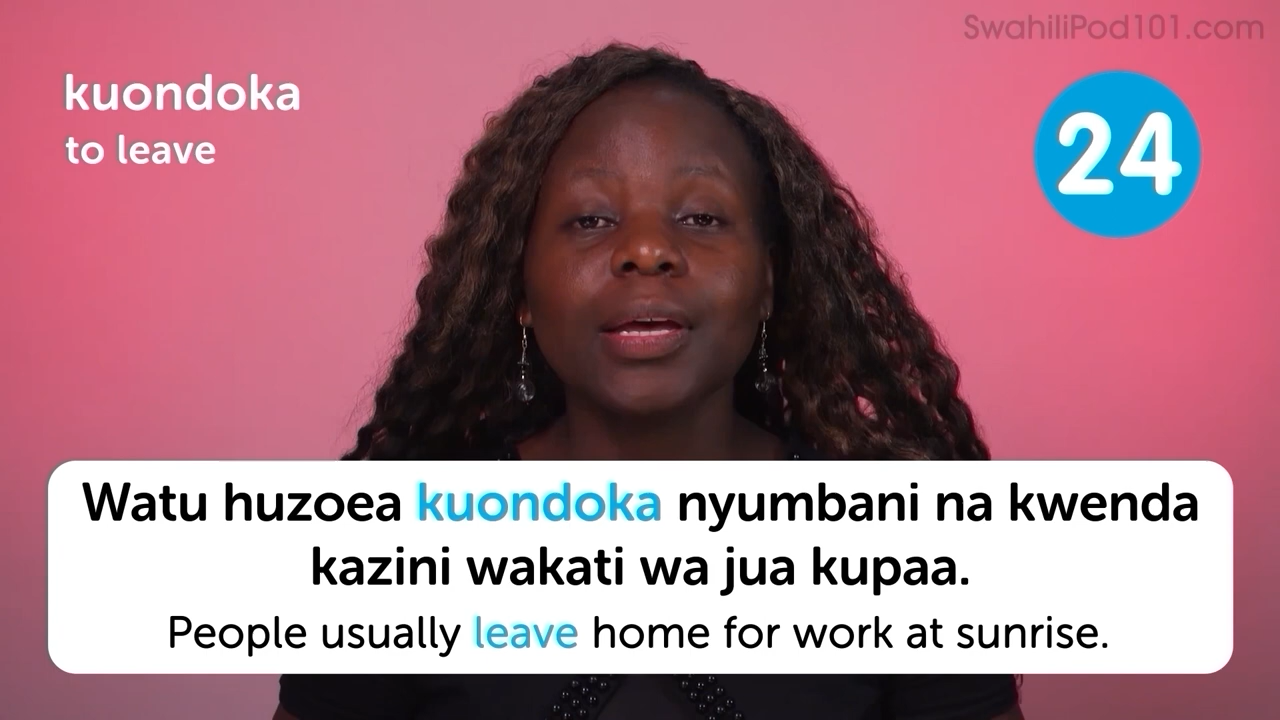 SwahiliPod101.com
kuondoka
to leave
24
Watu huzoea kuondoka nyumbani na kwenda
kazini wakati wa jua kupaa.
People usually leave home for work at sunrise.